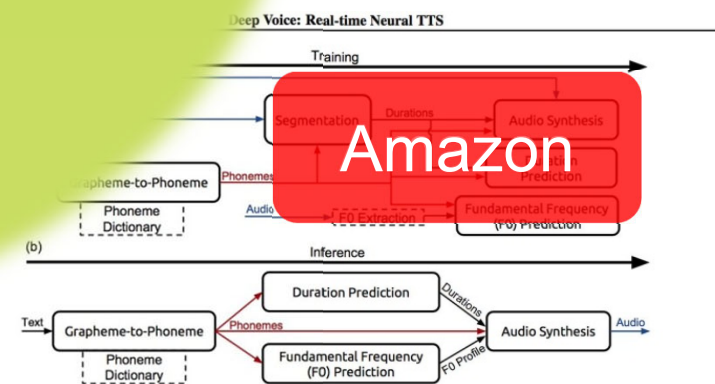 Deep Voice: Real-time Neural TTS
Training
Segmentation
Durations
Audio Synthesis
Amazon
Duration
Prediction
Grapheme-to-Phoneme
Phonemes
Phoneme
Dictionary
Audio
F0 Extraction
Fundamental Frequency
(F0) Prediction
(b)
Inference
Text
Grapheme-to-Phoneme
Phonemes
Phoneme
Dictionary
Duration Prediction
Durations
Fundamental Frequency
(F0) Prediction
F0 Profile
Audio Synthesis
Audio